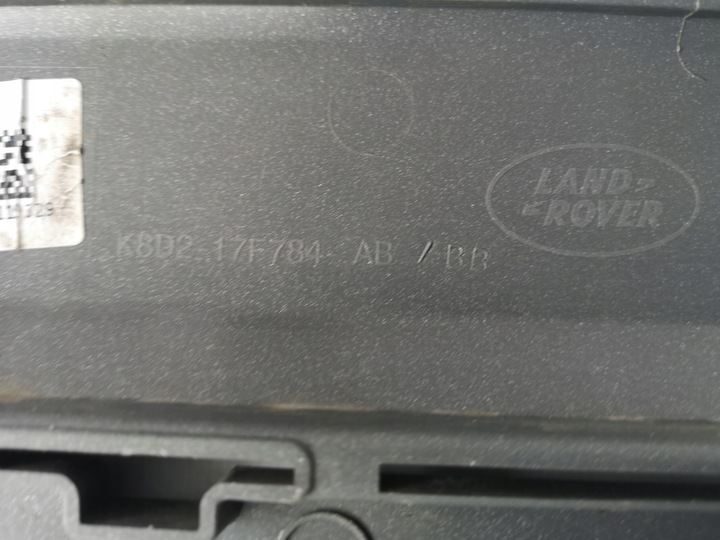 LAND
ROVER
K8D2-17F784 AB / BB